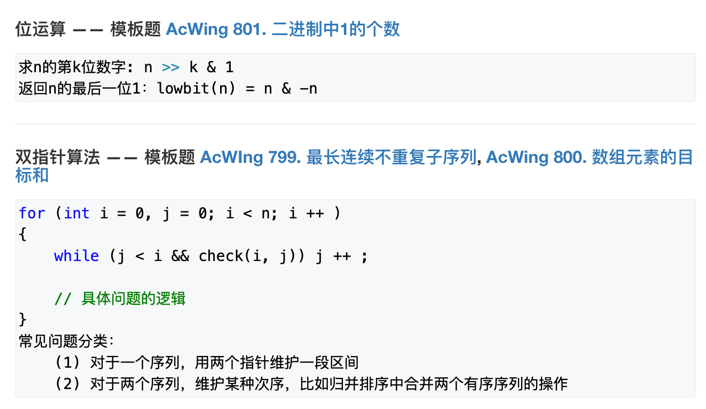 位运算 —— 模板题 AcWing 801. 二进制中1的个数
求n的第k位数字: n >> k & 1
返回n的最后一位1：lowbit(n) = n & -n
双指针算法 —— 模板题 AcWIng 799. 最长连续不重复子序列, AcWing 800. 数组元素的目
标和
for (int i = 0, j = 0; i < n; i ++ )
{
    while (j < i && check(i, j)) j ++ ;
    // 具体问题的逻辑
}
常见问题分类：
    (1) 对于一个序列，用两个指针维护一段区间
    (2) 对于两个序列，维护某种次序，比如归并排序中合并两个有序序列的操作